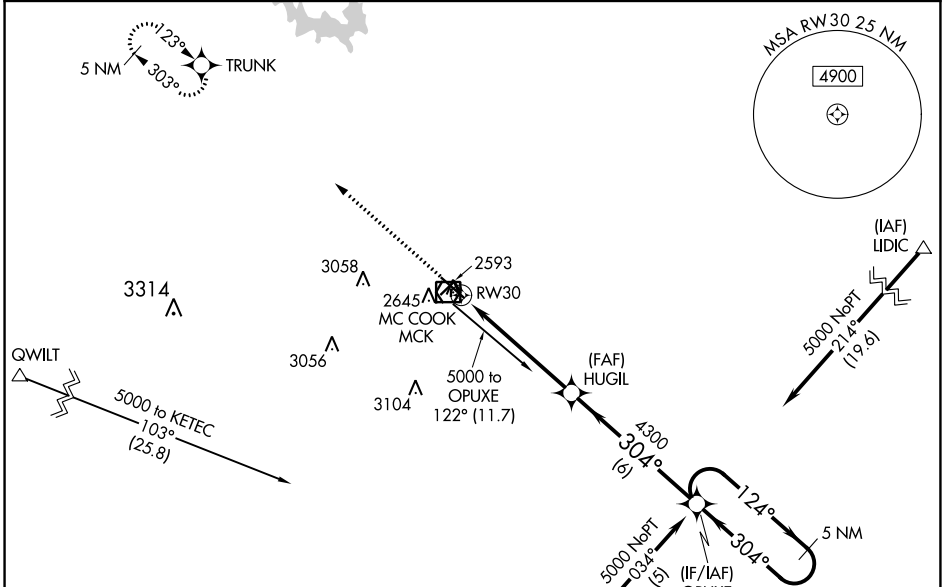 123°
303°
5 NM
TRUNK
MSA RW30 25 NM
4900
(IAF)
LIDIC
5000 NoPT
214°
(19.6)
3058
2593
3314
2645
RW30
MC COOK
MCK
3056
QWILT
5000 to KETEC
103°
(25.8)
3104
5000 to
OPUXE
122° (11.7)
(FAF)
HUGIL
4300
304°
(6)
124°
304°
5 NM
5000 NoPT
034°
(5)
(IF/IAF)